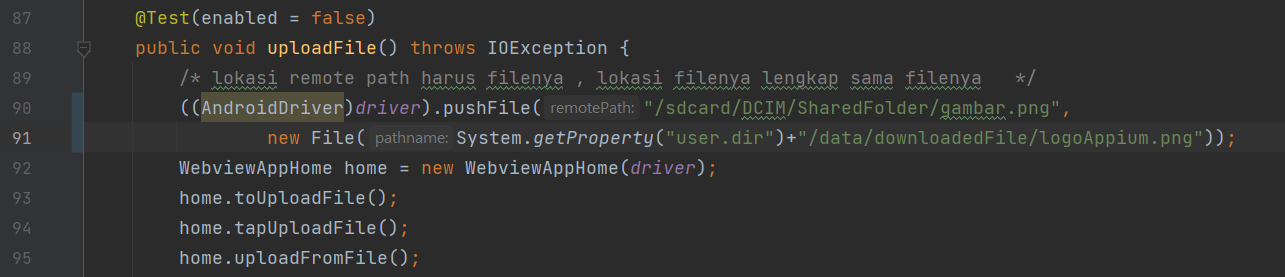 87 @Test(enabled = false)
88 public void uploadFile() throws IOException {
89 /* lokasi remote path harus filenya , lokasi filenya lengkap sama filenya */
90 ((AndroidDriver)driver).pushFile( remotePath: "/sdcard/DCIM/SharedFolder/gambar.png",
91 new File( pathname: System.getProperty("user.dir")+"/data/downloadedFile/logoAppium.png"));
92 WebviewAppHome home = new WebviewAppHome(driver);
93 home.toUploadFile();
94 home.tapUploadFile();
95 home.uploadFromFile();